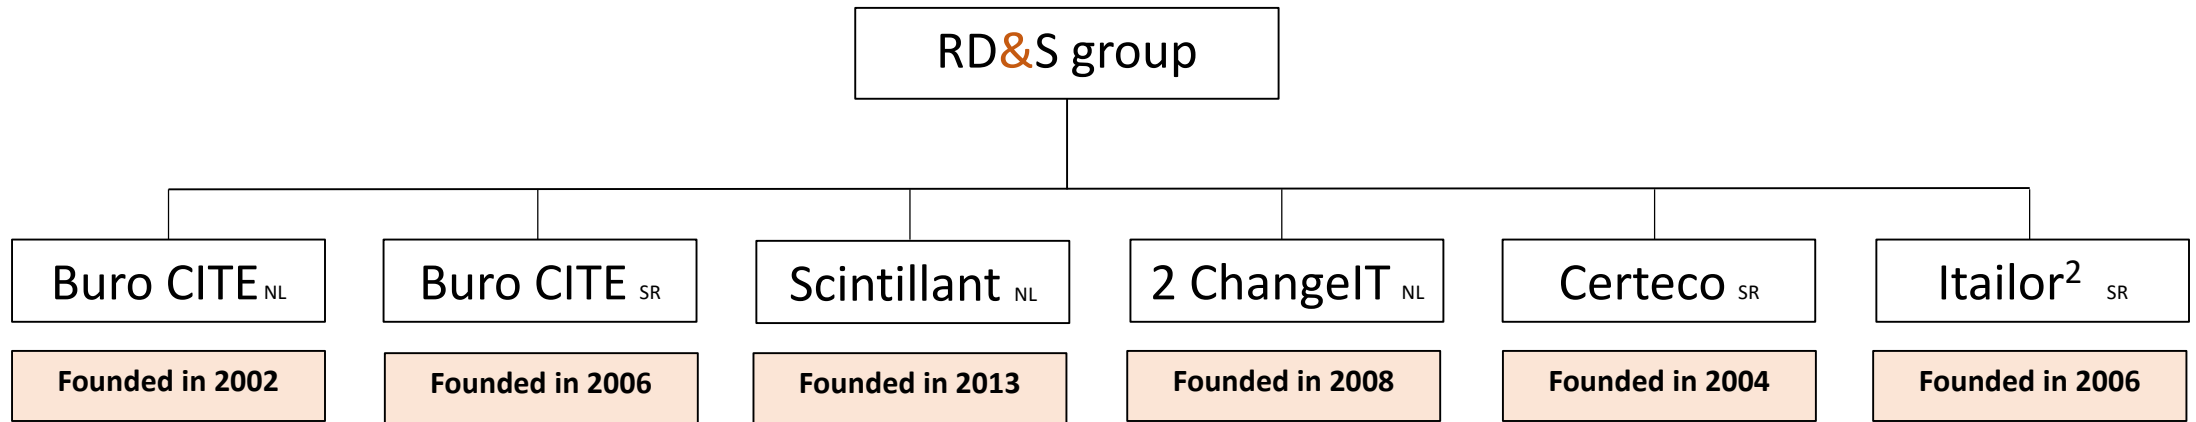 RD&S group
Buro CITE NL
Buro CITE SR
Scintillant NL
2 ChangeIT NL
Certeco SR
Itailor² SR
Founded in 2002
Founded in 2006
Founded in 2013
Founded in 2008
Founded in 2004
Founded in 2006